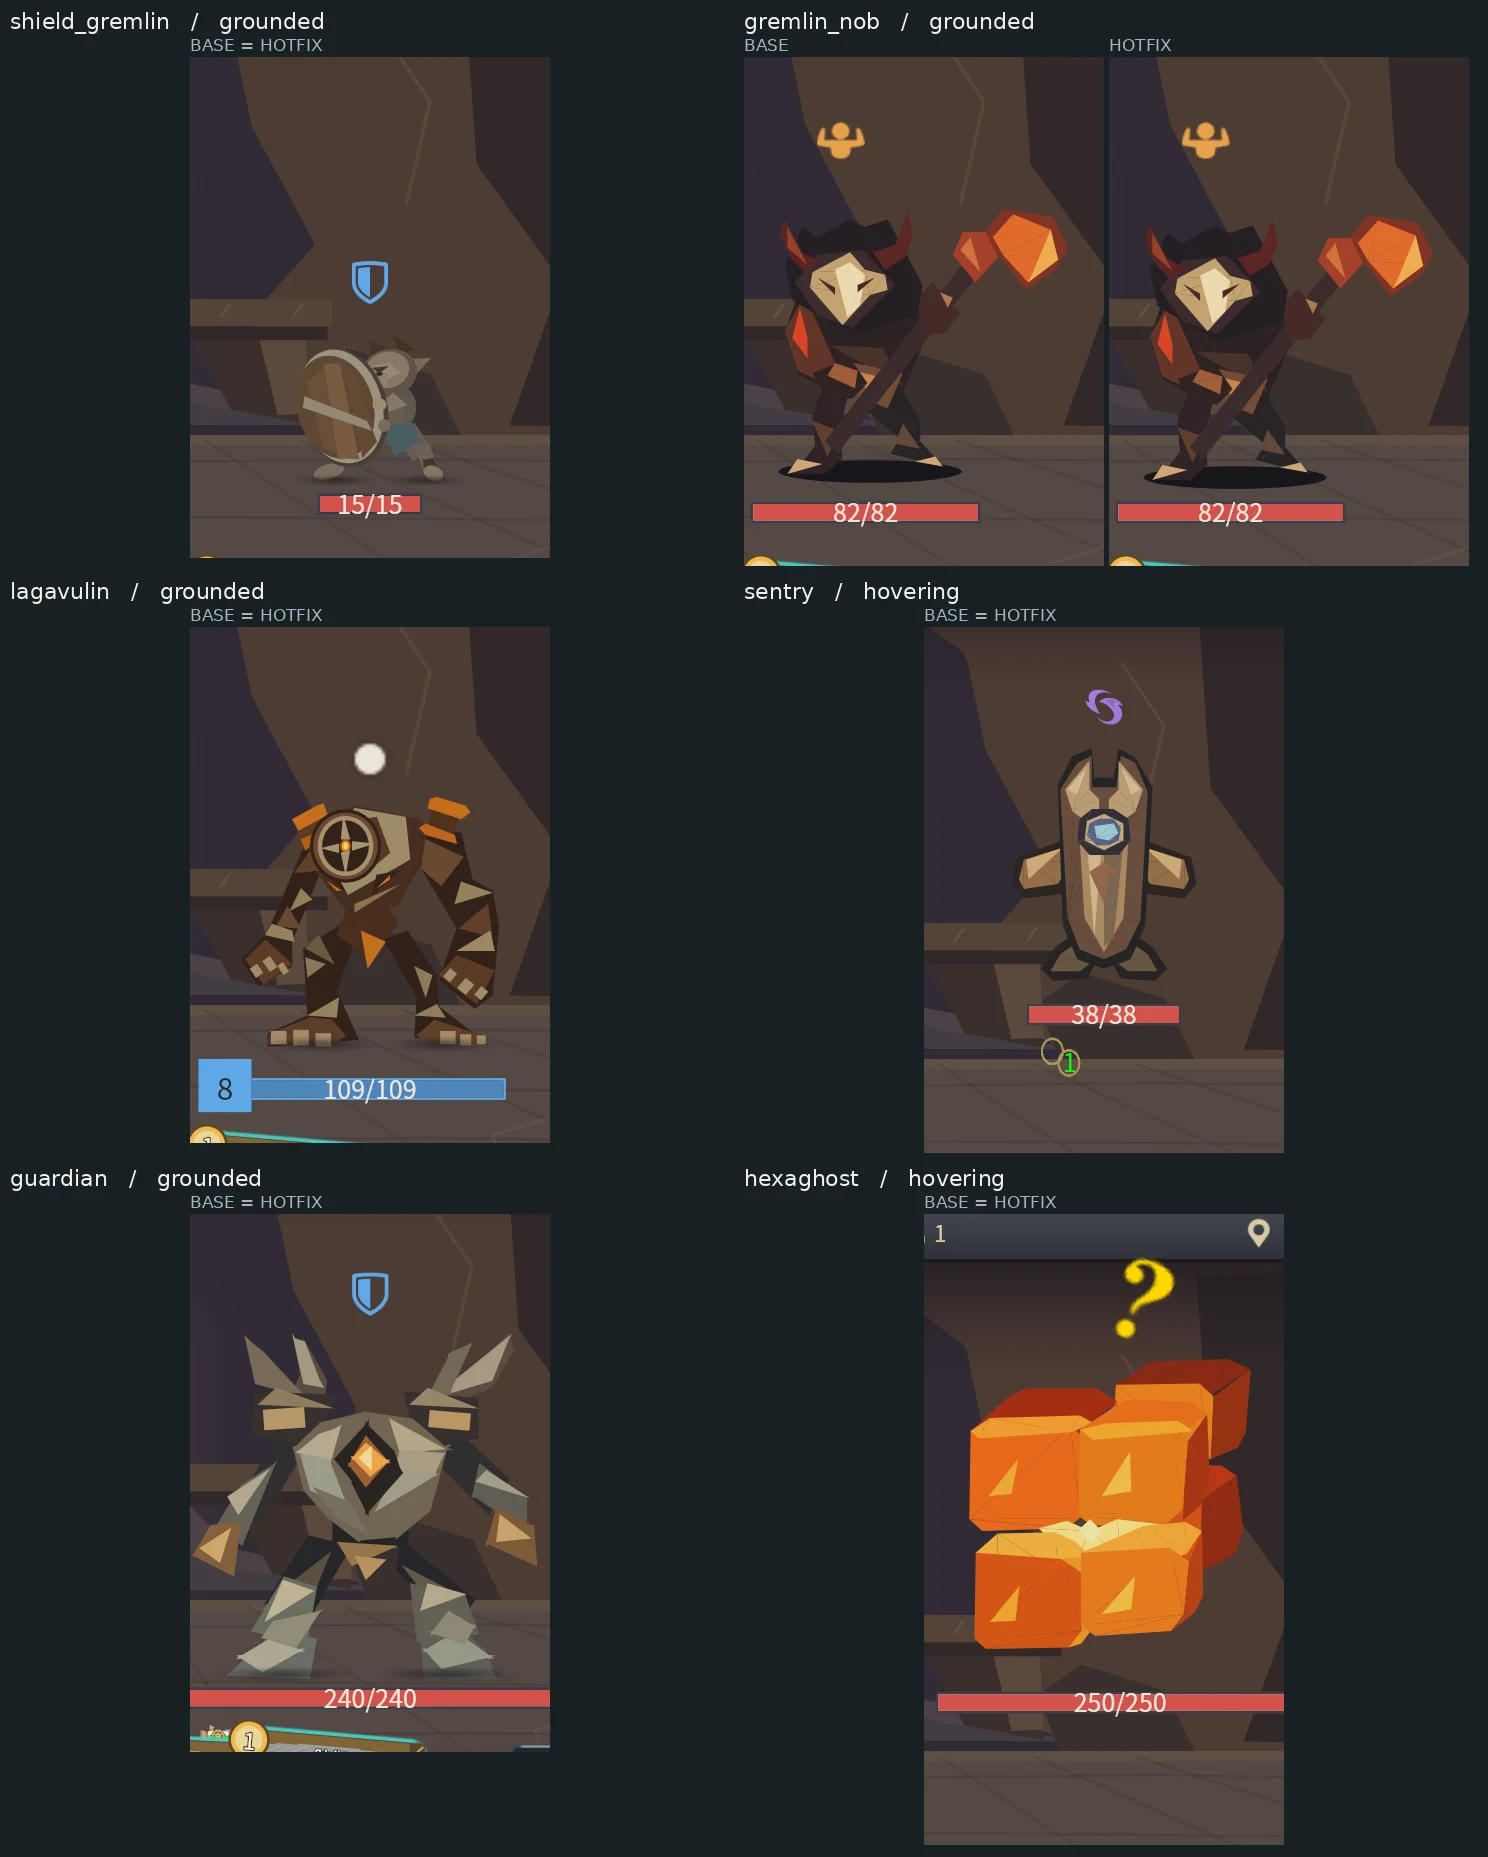 shield_gremlin / grounded
BASE = HOTFIX
15/15
gremlin_nob / grounded
BASE
HOTFIX
82/82
82/82
lagavulin / grounded
BASE = HOTFIX
8
109/109
1
sentry / hovering
BASE = HOTFIX
38/38
1
guardian / grounded
BASE = HOTFIX
240/240
1
hexaghost / hovering
BASE = HOTFIX
1
?
250/250